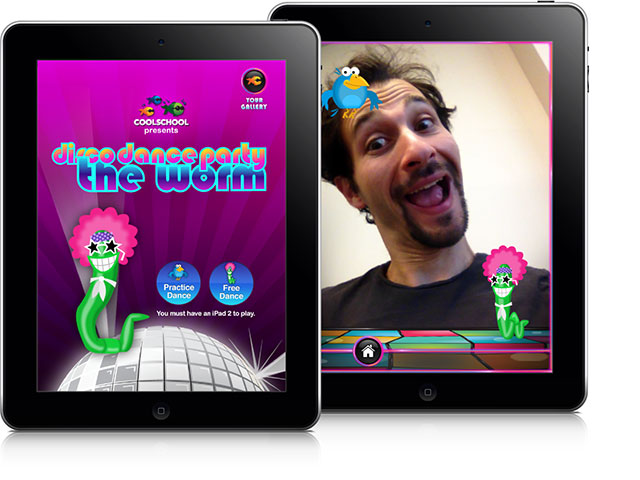 YOUR
GALLERY
COOLSCHOOL
presents
disco dance party
the worm
Practice
Dance
Free
Dance
You must have an iPad 2 to play.